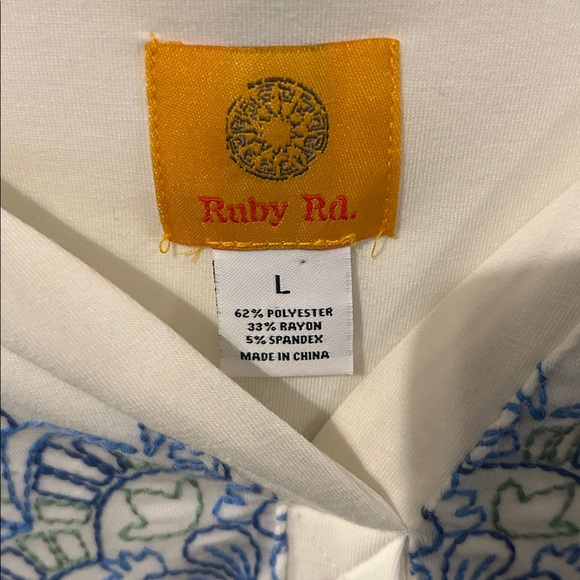 Ruby Rd.
L
62% POLYESTER
33% RAYON
5% SPANDEX
MADE IN CHINA